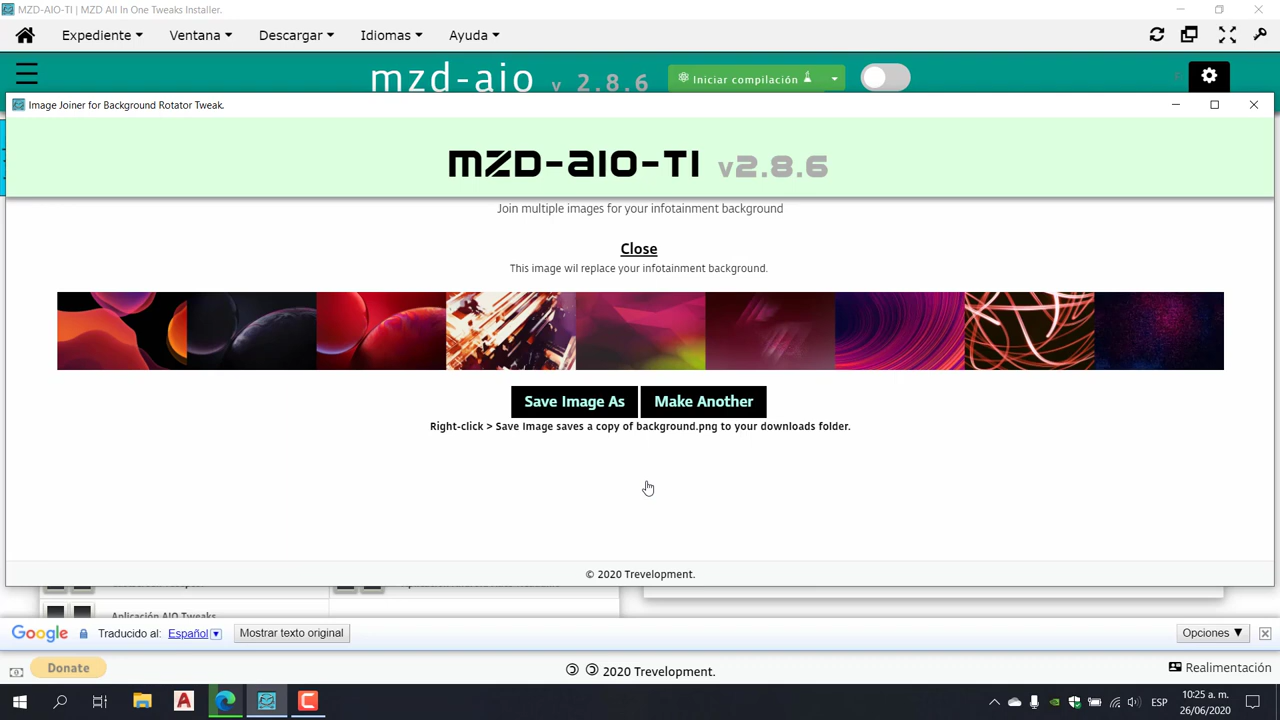 MZD-AIO-TI | MZD All In One Tweaks Installer.
Expediente Ventana Descargar Idiomas Ayuda
mzd-aio v 2.8.6 Iniciar compilación
Image Joiner for Background Rotator Tweak.
MZD-AIO-TI v2.8.6
Join multiple images for your infotainment background
Close
This image wil replace your infotainment background.
Save Image As Make Another
Right-click > Save Image saves a copy of background.png to your downloads folder.
© 2020 Trevelopment.
Aplicación AIO Tweaks
Google Traducido al: Español Mostrar texto original Opciones ▼
Donate 2020 Trevelopment. Realimentación
ESP 10:25 a. m.
26/06/2020